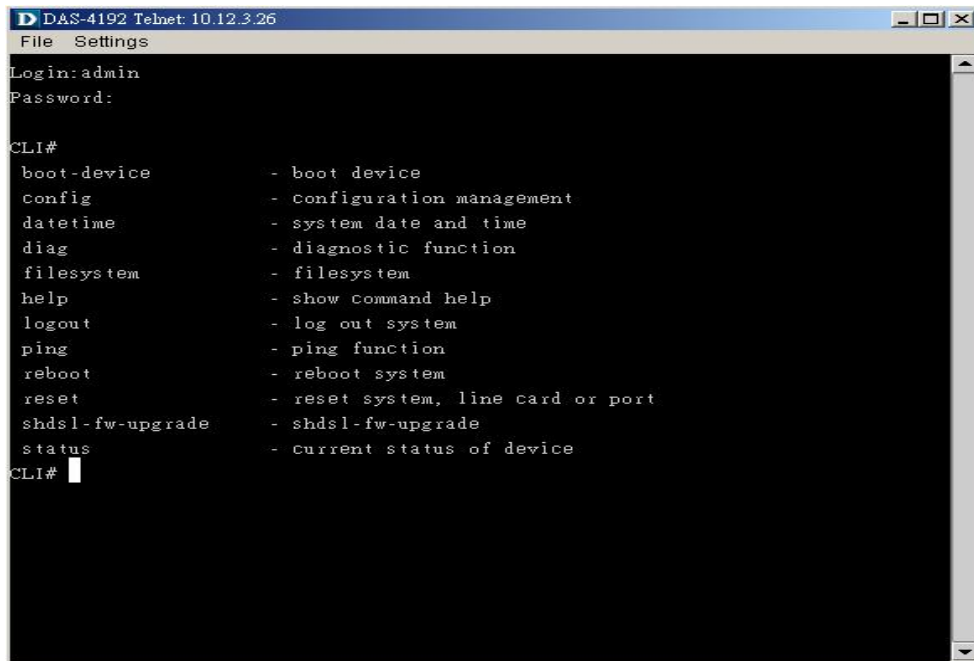 D DAS-4192 Telnet: 10.12.3.26
File Settings
Login:admin
Password:
CLI#
boot-device - boot device
config - configuration management
datetime - system date and time
diag - diagnostic function
filesystem - filesystem
help - show command help
logout - log out system
ping - ping function
reboot - reboot system
reset - reset system, line card or port
shdsl-fw-upgrade - shdsl-fw-upgrade
status - current status of device
CLI#